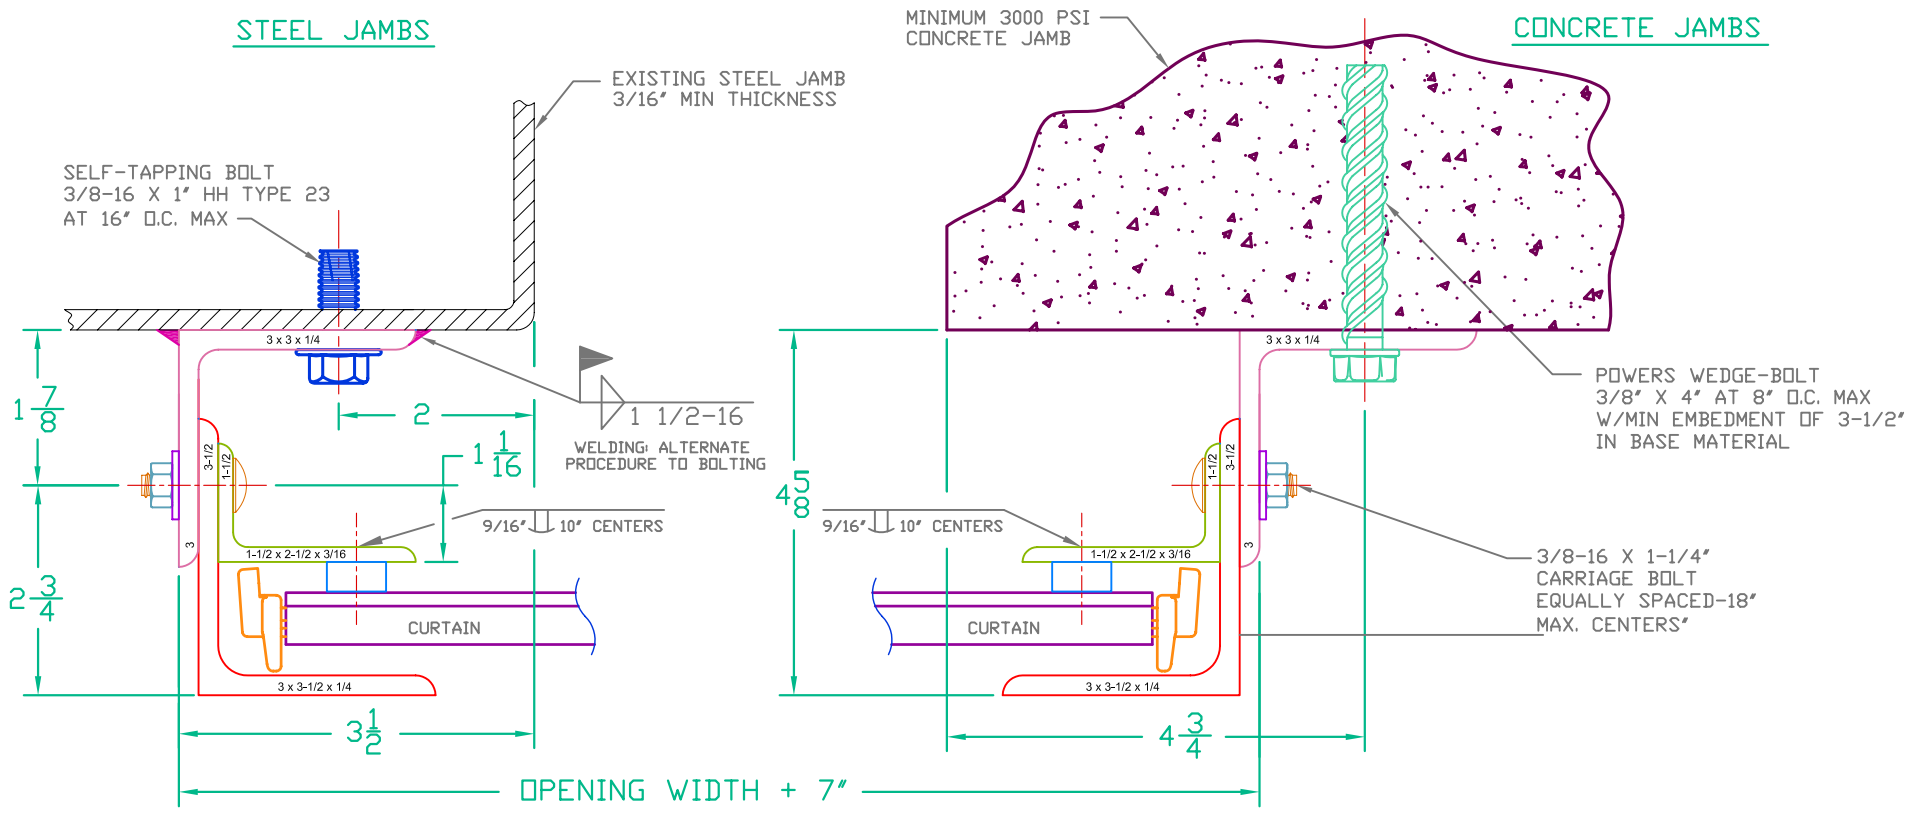 STEEL JAMBS
MINIMUM 3000 PSI
CONCRETE JAMB
CONCRETE JAMBS
EXISTING STEEL JAMB
3/16" MIN THICKNESS
SELF-TAPPING BOLT
3/8-16 X 1" HH TYPE 23
AT 16" O.C. MAX
3 x 3 x 1/4
3 x 3 x 1/4
1 7/8
2
1 1/2-16
WELDING: ALTERNATE
PROCEDURE TO BOLTING
1 1/16
POWERS WEDGE-BOLT
3/8" X 4" AT 8" O.C. MAX
W/MIN EMBEDMENT OF 3-1/2"
IN BASE MATERIAL
3-1/2
1-1/2
1-1/2
3-1/2
4 5/8
9/16" 10" CENTERS
9/16" 10" CENTERS
3
3
1-1/2 x 2-1/2 x 3/16
1-1/2 x 2-1/2 x 3/16
3/8-16 X 1-1/4"
CARRIAGE BOLT
EQUALLY SPACED-18"
MAX. CENTERS"
2 3/4
CURTAIN
CURTAIN
3 x 3-1/2 x 1/4
3 x 3-1/2 x 1/4
3 1/2
4 3/4
OPENING WIDTH + 7"